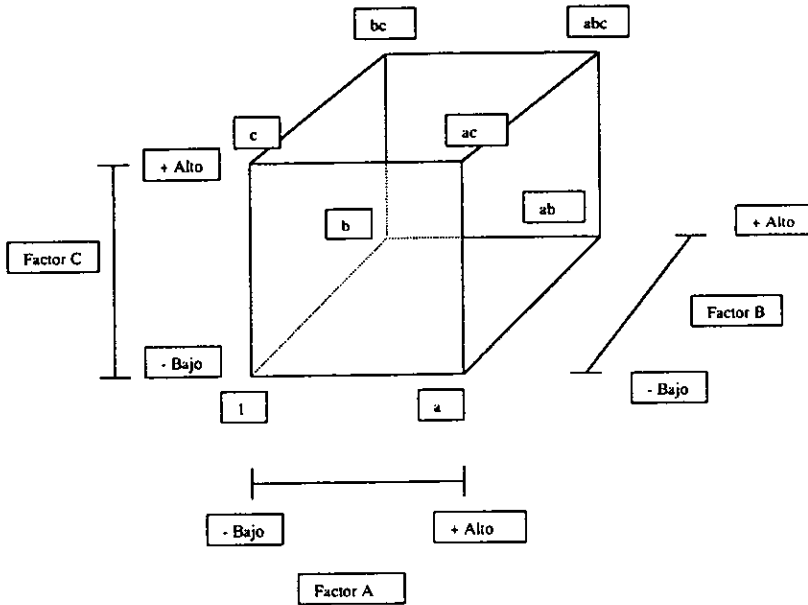 bc
abc
c
ac
+ Alto
b
ab
+ Alto
Factor C
Factor B
- Bajo
- Bajo
1
a
- Bajo
+ Alto
Factor A